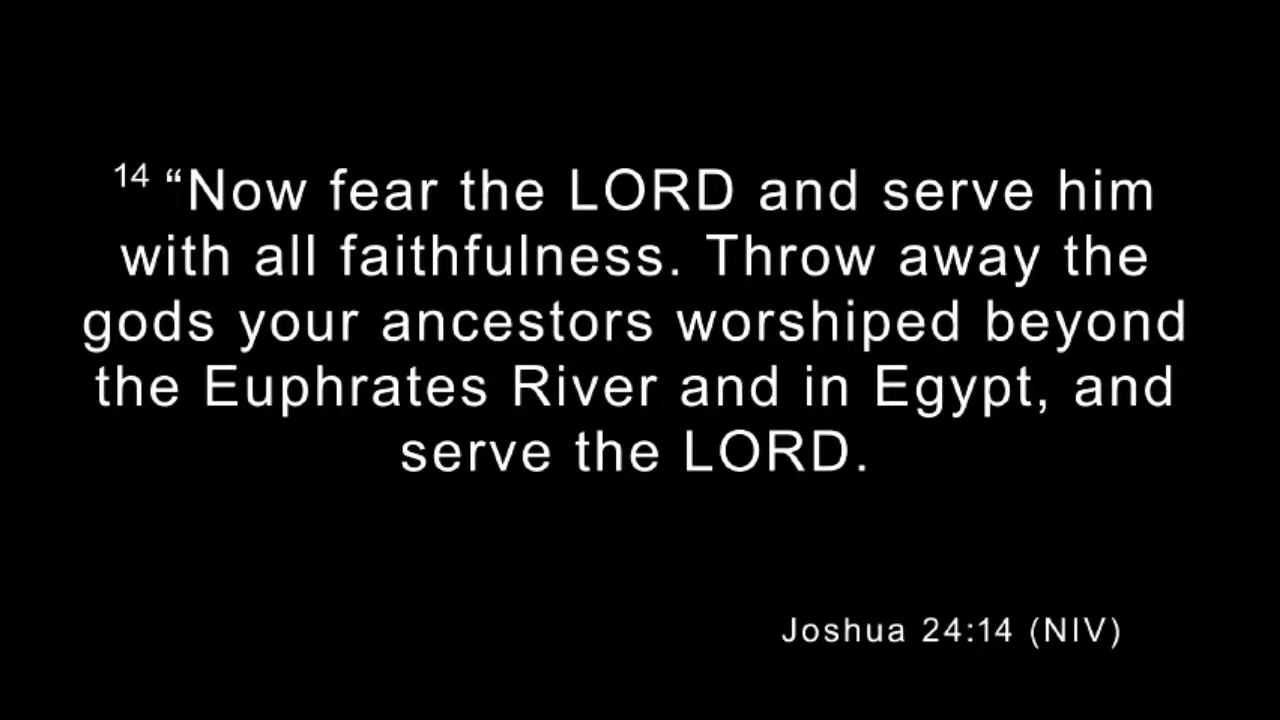 14 “Now fear the LORD and serve him
with all faithfulness. Throw away the
gods your ancestors worshiped beyond
the Euphrates River and in Egypt, and
serve the LORD.
Joshua 24:14 (NIV)